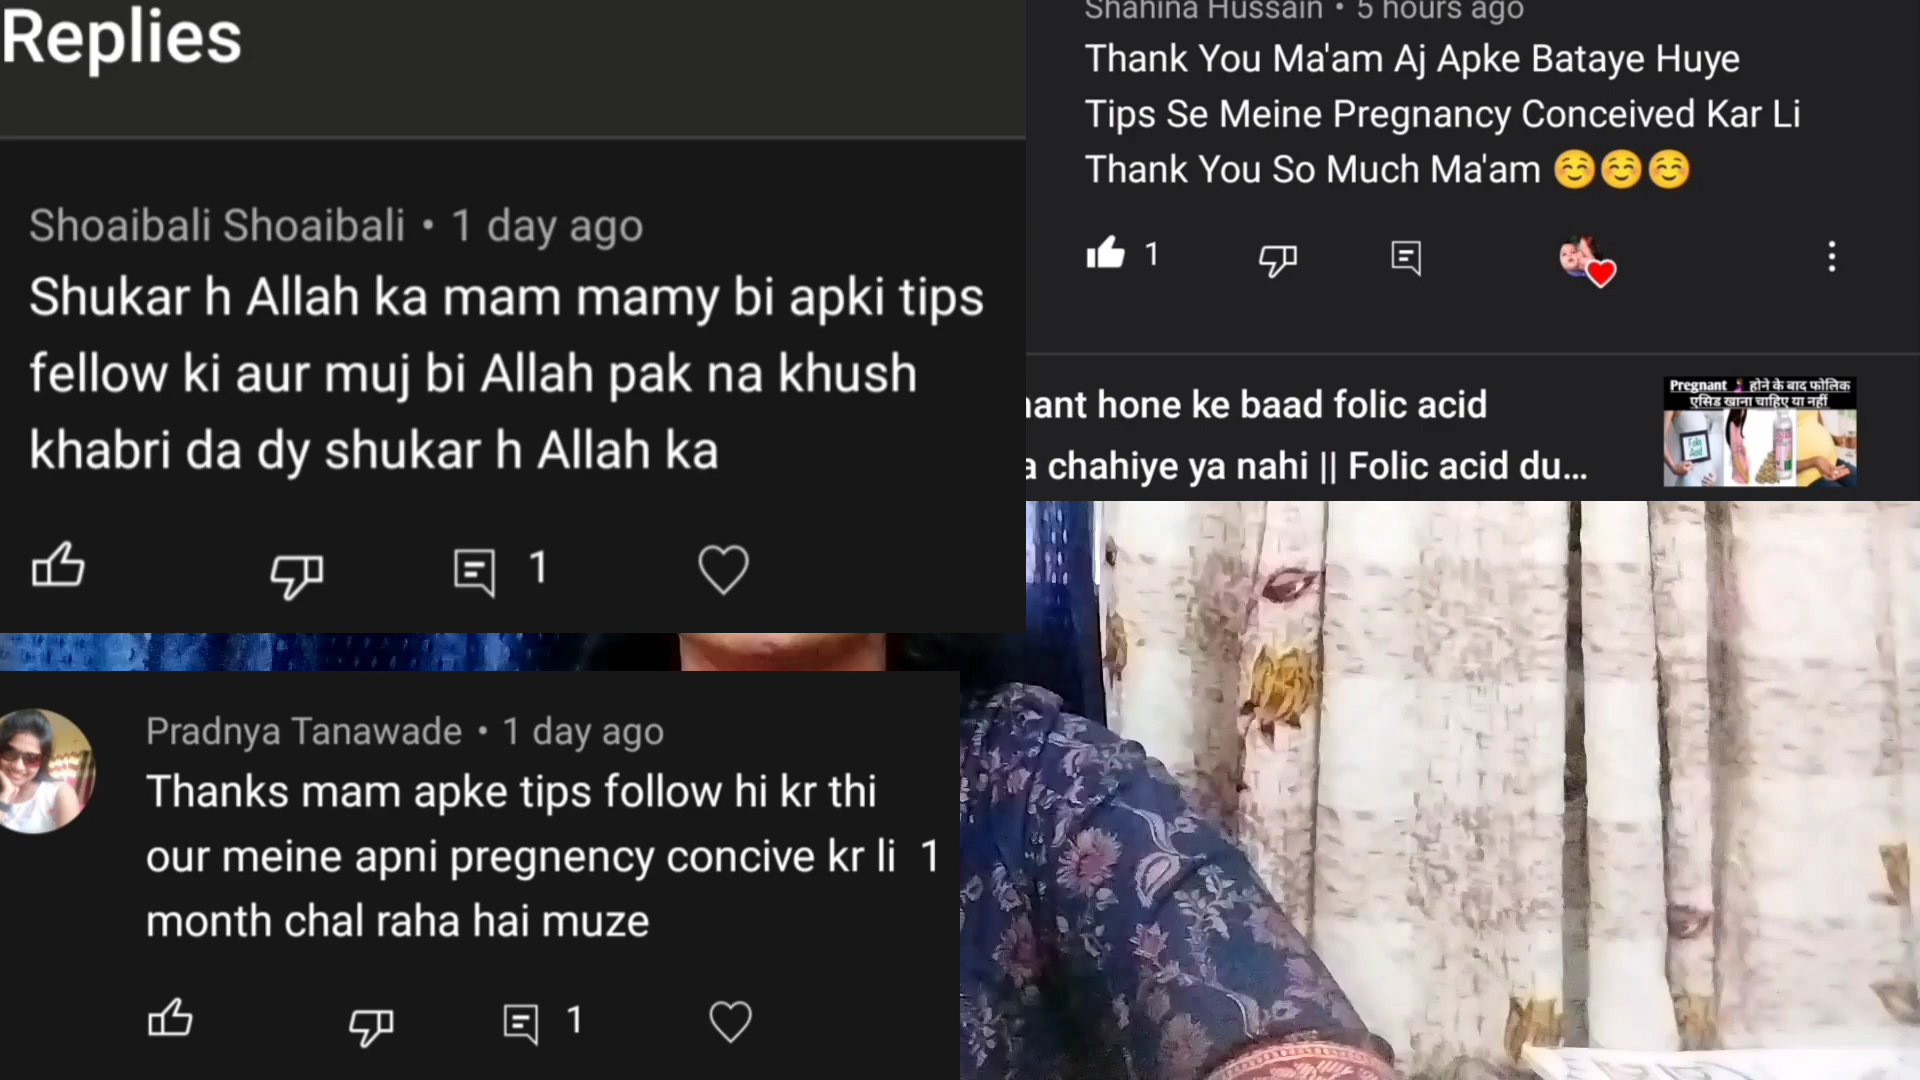 Replies
Shoaibali Shoaibali • 1 day ago
Shukar h Allah ka mam mamy bi apki tips
fellow ki aur muj bi Allah pak na khush
khabri da dy shukar h Allah ka
1
Shahina Hussain • 5 hours ago
Thank You Ma'am Aj Apke Bataye Huye
Tips Se Meine Pregnancy Conceived Kar Li
Thank You So Much Ma'am ☺️☺️☺️
1
nant hone ke baad folic acid
a chahiye ya nahi || Folic acid du...
Pregnant होने के बाद फोलिक
एसिड खाना चाहिए या नहीं
Folic
Acid
Pradnya Tanawade • 1 day ago
Thanks mam apke tips follow hi kr thi
our meine apni pregnency concive kr li 1
month chal raha hai muze
1